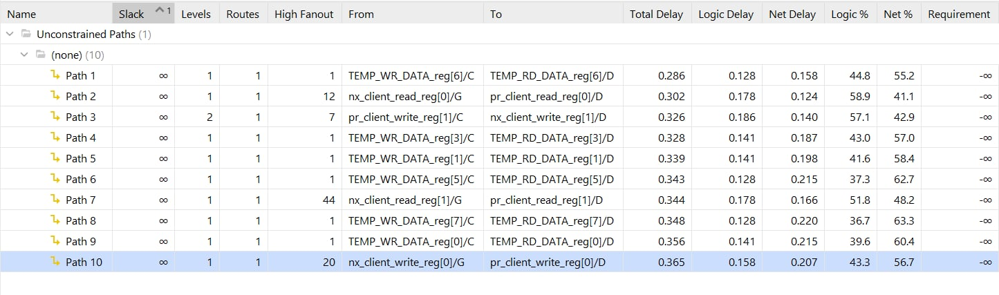 Name Slack 1 Levels Routes High Fanout From To Total Delay Logic Delay Net Delay Logic % Net % Requirement
Unconstrained Paths (1)
(none) (10)
Path 1 ∞ 1 1 1 TEMP_WR_DATA_reg[6]/C TEMP_RD_DATA_reg[6]/D 0.286 0.128 0.158 44.8 55.2 -∞
Path 2 ∞ 1 1 12 nx_client_read_reg[0]/G pr_client_read_reg[0]/D 0.302 0.178 0.124 58.9 41.1 -∞
Path 3 ∞ 2 1 7 pr_client_write_reg[1]/C nx_client_write_reg[1]/D 0.326 0.186 0.140 57.1 42.9 -∞
Path 4 ∞ 1 1 1 TEMP_WR_DATA_reg[3]/C TEMP_RD_DATA_reg[3]/D 0.328 0.141 0.187 43.0 57.0 -∞
Path 5 ∞ 1 1 1 TEMP_WR_DATA_reg[1]/C TEMP_RD_DATA_reg[1]/D 0.339 0.141 0.198 41.6 58.4 -∞
Path 6 ∞ 1 1 1 TEMP_WR_DATA_reg[5]/C TEMP_RD_DATA_reg[5]/D 0.343 0.128 0.215 37.3 62.7 -∞
Path 7 ∞ 1 1 44 nx_client_read_reg[1]/G pr_client_read_reg[1]/D 0.344 0.178 0.166 51.8 48.2 -∞
Path 8 ∞ 1 1 1 TEMP_WR_DATA_reg[7]/C TEMP_RD_DATA_reg[7]/D 0.348 0.128 0.220 36.7 63.3 -∞
Path 9 ∞ 1 1 1 TEMP_WR_DATA_reg[0]/C TEMP_RD_DATA_reg[0]/D 0.356 0.141 0.215 39.6 60.4 -∞
Path 10 ∞ 1 1 20 nx_client_write_reg[0]/G pr_client_write_reg[0]/D 0.365 0.158 0.207 43.3 56.7 -∞